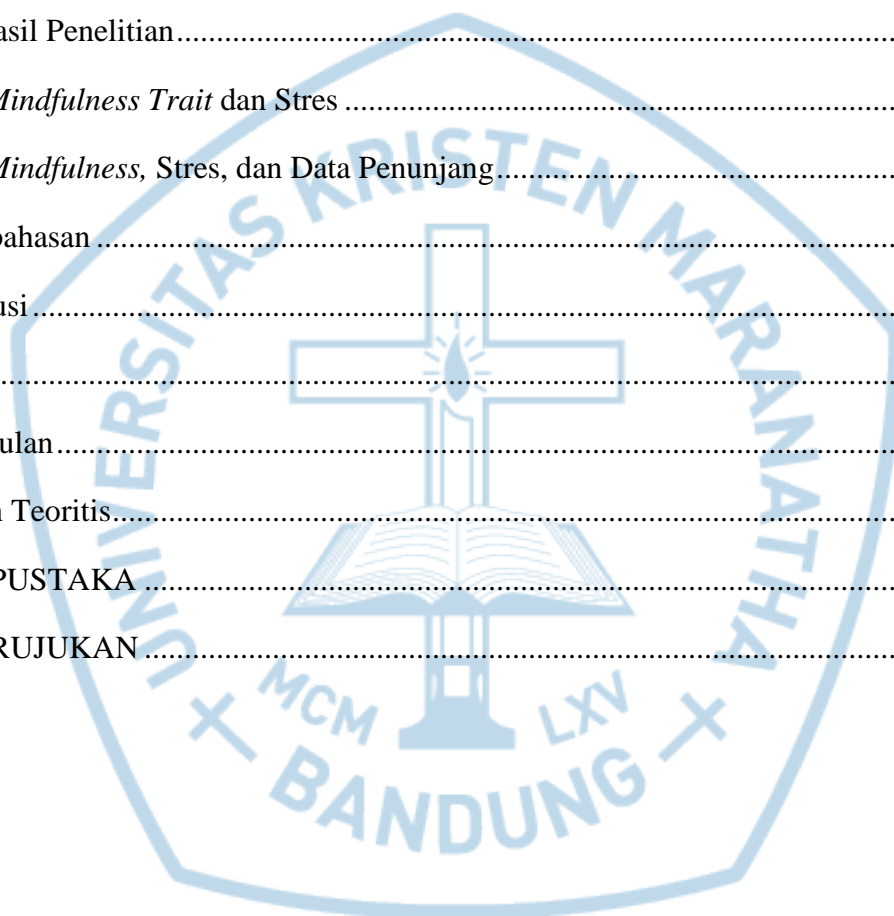 asil Penelitian................................................................................................
Mindfulness Trait dan Stres................................................................................................
Mindfulness, Stres, dan Data Penunjang................................................................................................
bahasan................................................................................................
usi................................................................................................
................................................................................................
ulan................................................................................................
n Teoritis................................................................................................
PUSTAKA................................................................................................
RUJUKAN................................................................................................
UNIVERSITAS KRISTEN MARANATHA
MCM LXV
BANDUNG